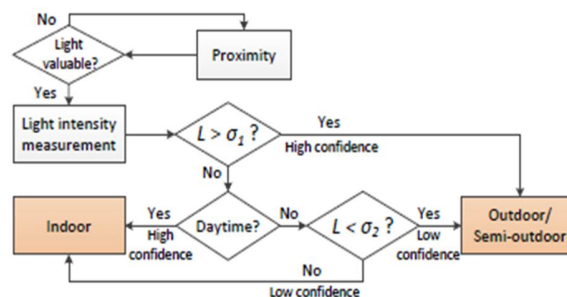 No
Light
valuable?
Proximity
Yes
Light intensity
measurement
L > σ₁ ?
Yes
High confidence
No
Indoor
Yes
High
confidence
Daytime?
No
L < σ₂ ?
Yes
Low
confidence
Outdoor/
Semi-outdoor
No
Low confidence